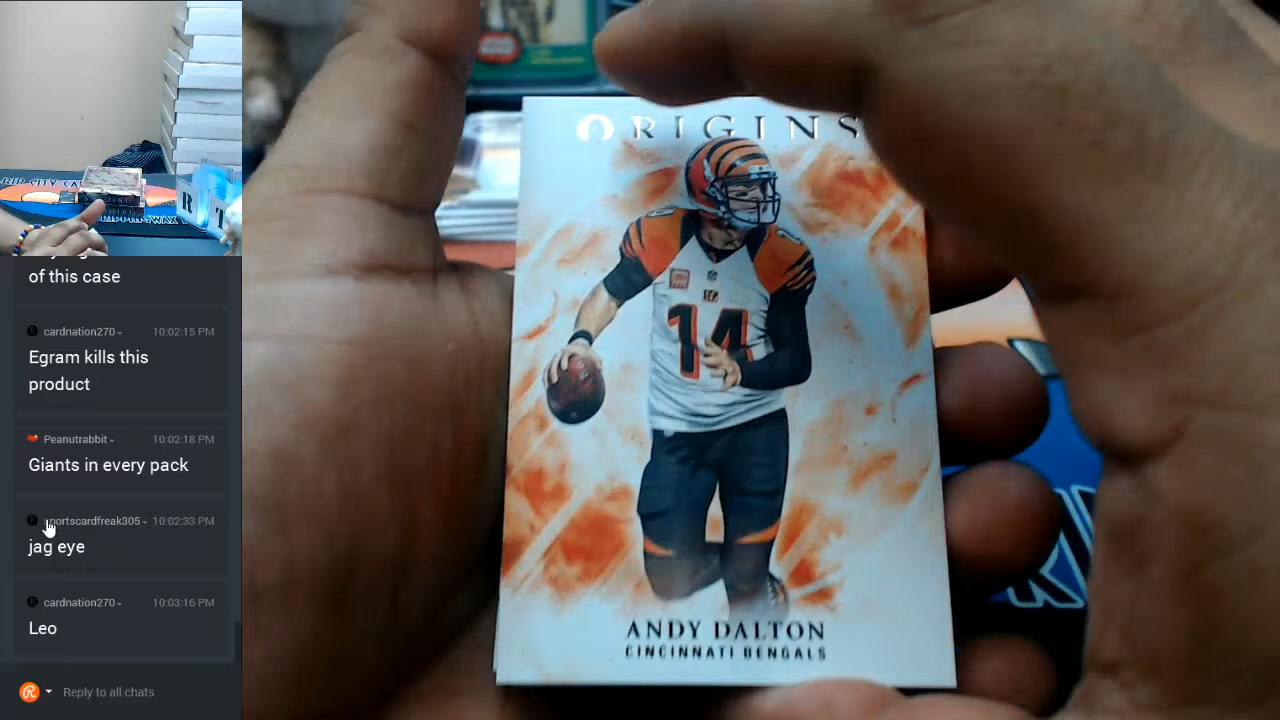 of this case
cardnation270
10:02:15 PM
Egram kills this
product
Peanutrabbit
10:02:18 PM
Giants in every pack
portscardfreak305
10:02:33 PM
jag eye
cardnation270
10:03:16 PM
Leo
Reply to all chats
ORIGINS
14
ANDY DALTON
CINCINNATI BENGALS